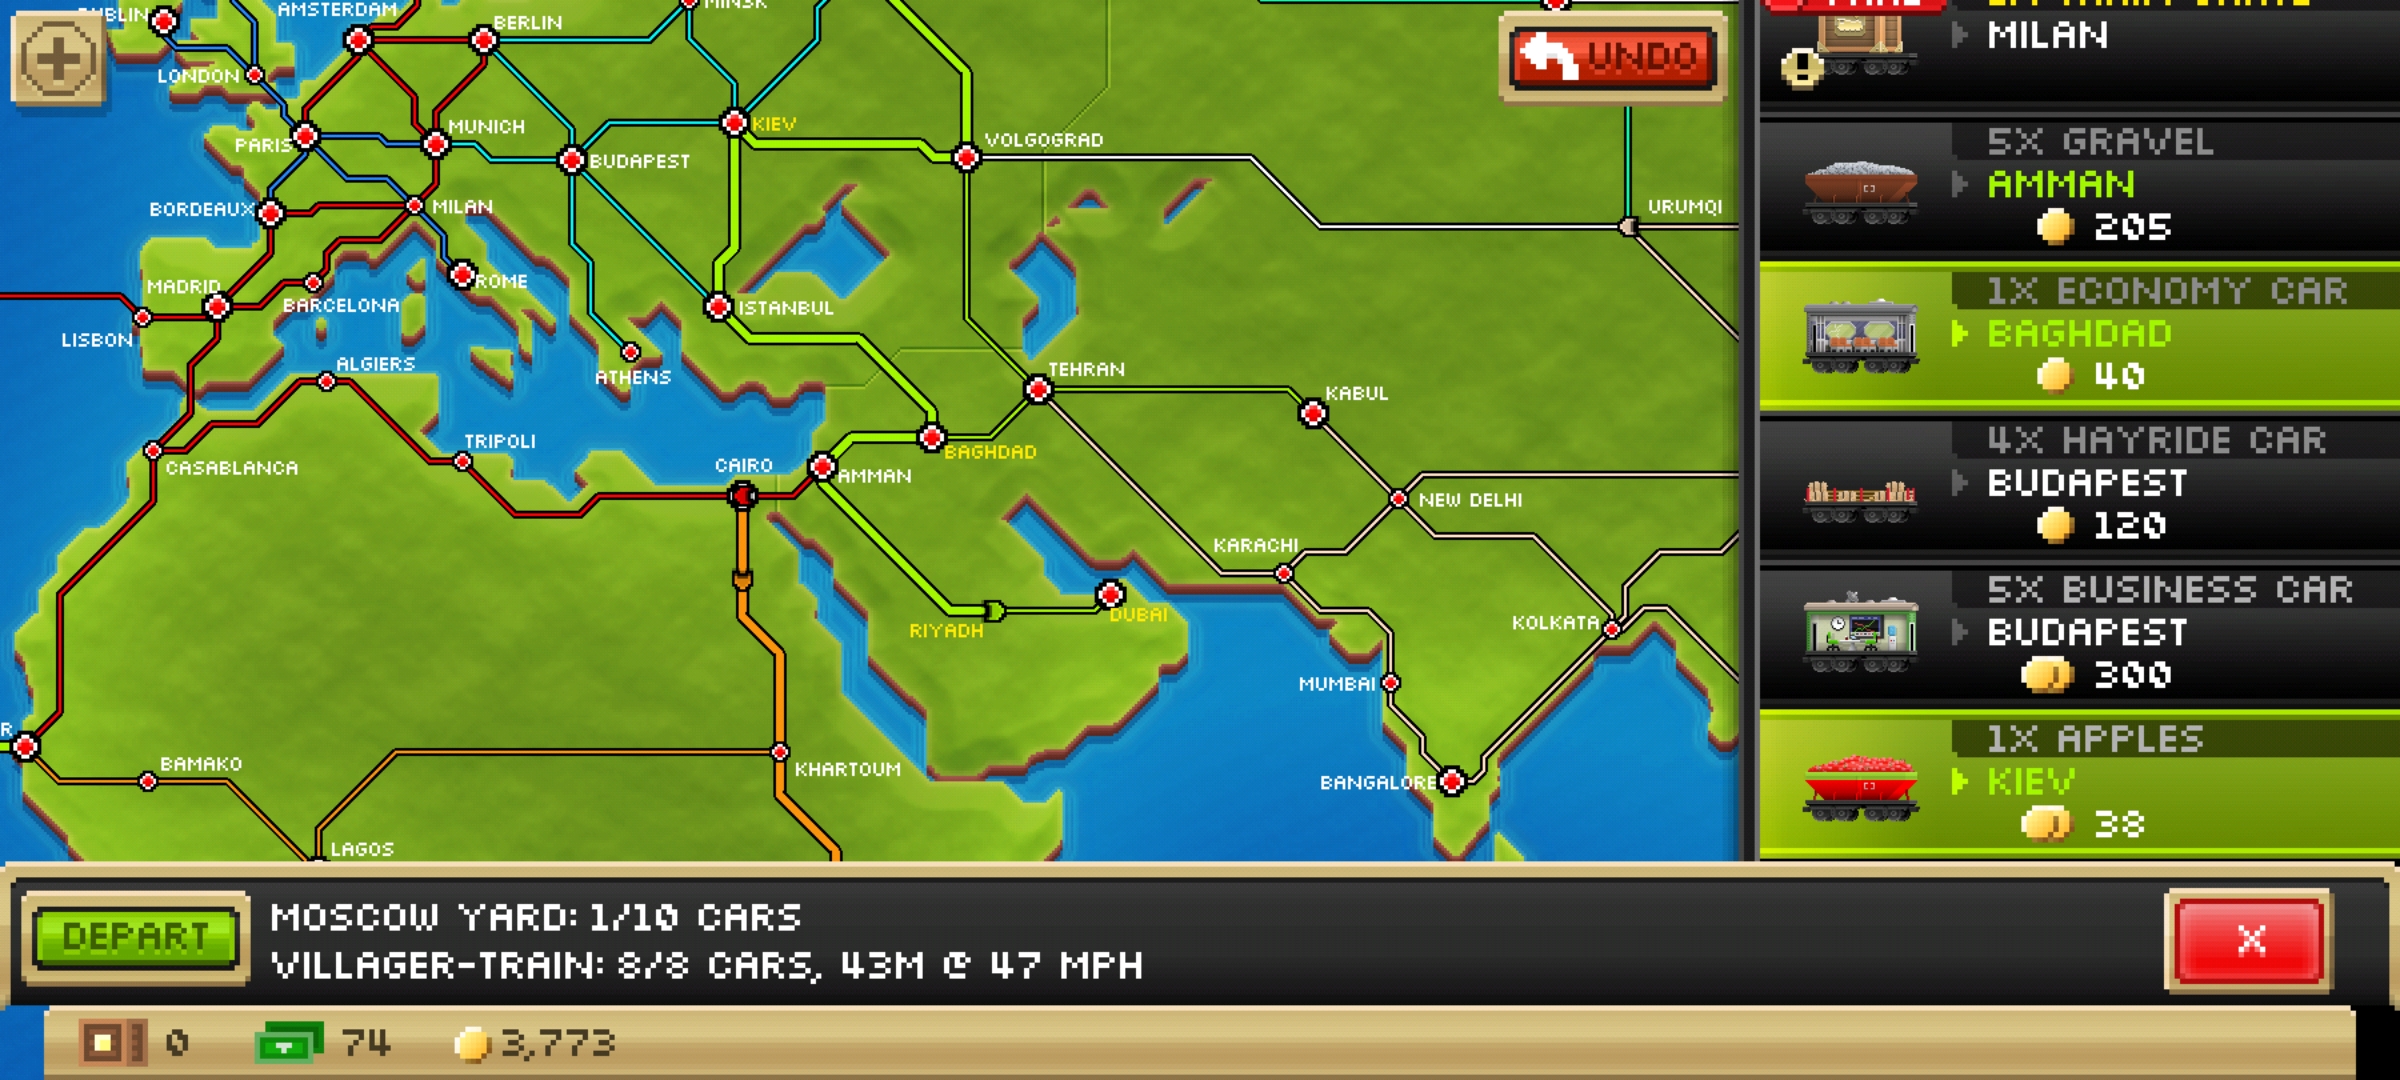 AMSTERDAM
BERLIN
LONDON
PARIS
MUNICH
BUDAPEST
KIEV
VOLGOGRAD
BORDEAUX
MILAN
URUMQI
MADRID
ROME
BARCELONA
ISTANBUL
LISBON
ALGIERS
ATHENS
TEHRAN
KABUL
TRIPOLI
CASABLANCA
CAIRO
AMMAN
BAGHDAD
NEW DELHI
KARACHI
RIYADH
DUBAI
KOLKATA
MUMBAI
BAMAKO
KHARTOUM
BANGALORE
LAGOS
UNDO
MILAN
5X GRAVEL
AMMAN
205
1X ECONOMY CAR
BAGHDAD
40
4X HAYRIDE CAR
BUDAPEST
120
5X BUSINESS CAR
BUDAPEST
300
1X APPLES
KIEV
38
DEPART
MOSCOW YARD: 1/10 CARS
VILLAGER-TRAIN: 8/8 CARS, 43M @ 47 MPH
X
0
74
3,773